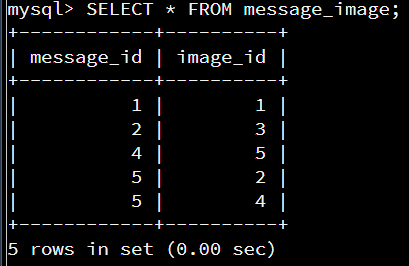 mysql> SELECT * FROM message_image;
+------------+----------+
| message_id | image_id |
+------------+----------+
|          1 |        1 |
|          2 |        3 |
|          4 |        5 |
|          5 |        2 |
|          5 |        4 |
+------------+----------+
5 rows in set (0.00 sec)